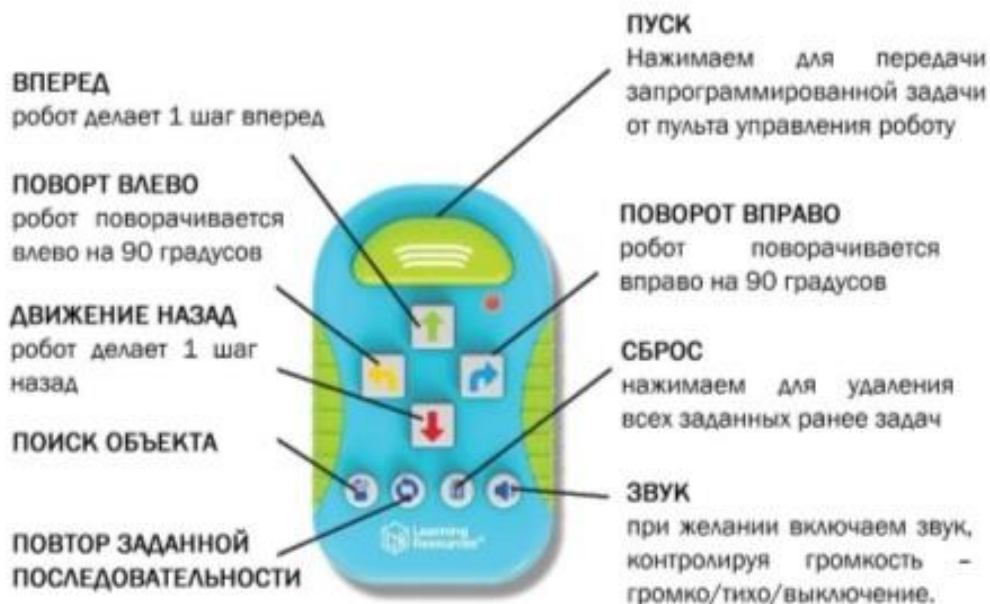 ВПЕРЕД
робот делает 1 шаг вперед
ПОВОРТ ВЛЕВО
робот поворачивается
влево на 90 градусов
ДВИЖЕНИЕ НАЗАД
робот делает 1 шаг
назад
ПОИСК ОБЪЕКТА
ПОВТОР ЗАДАННОЙ
ПОСЛЕДОВАТЕЛЬНОСТИ
Learning
Resources®
ПУСК
Нажимаем для передачи
запрограммированной задачи
от пульта управления роботу
ПОВОРОТ ВПРАВО
робот поворачивается
вправо на 90 градусов
СБРОС
нажимаем для удаления
всех заданных ранее задач
ЗВУК
при желании включаем звук,
контролируя громкость –
громко/тихо/выключение.